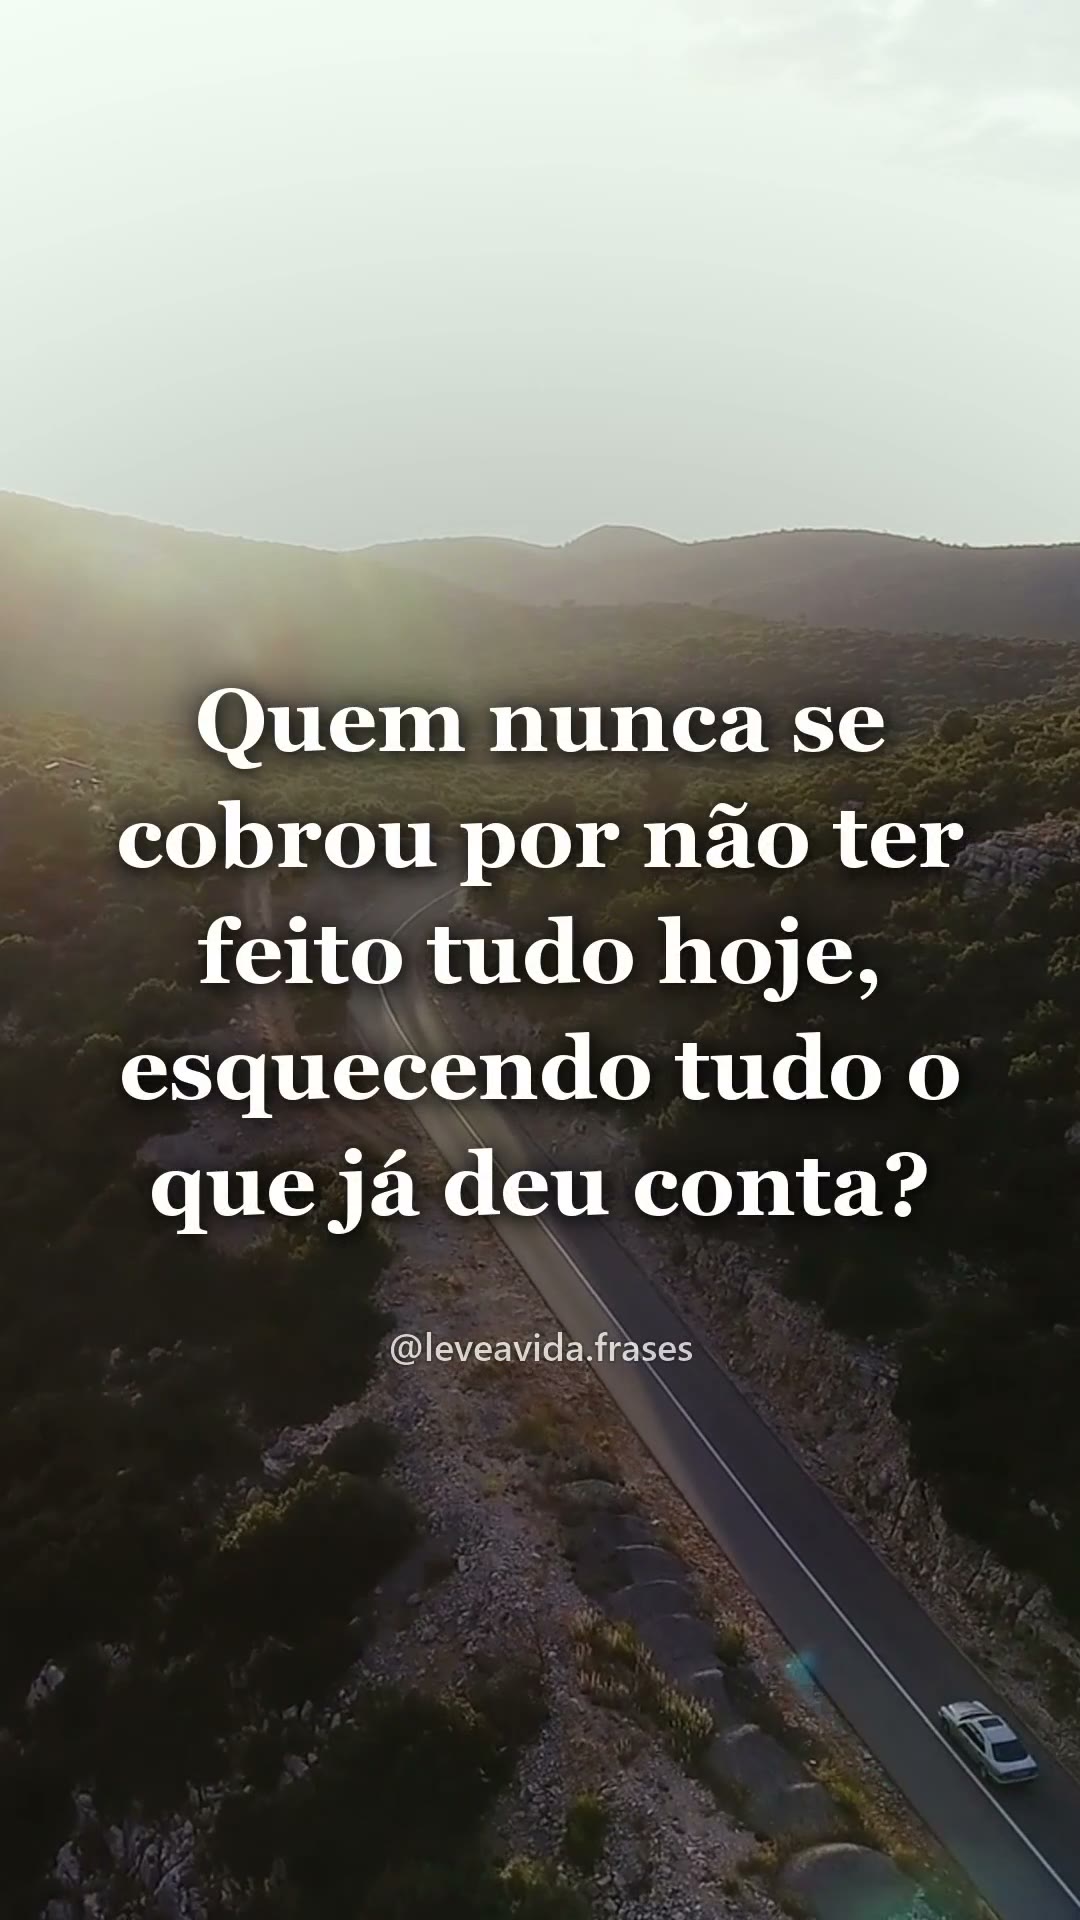 Quem nunca se
cobrou por não ter
feito tudo hoje,
esquecendo tudo o
que já deu conta?
@leveavida.frases